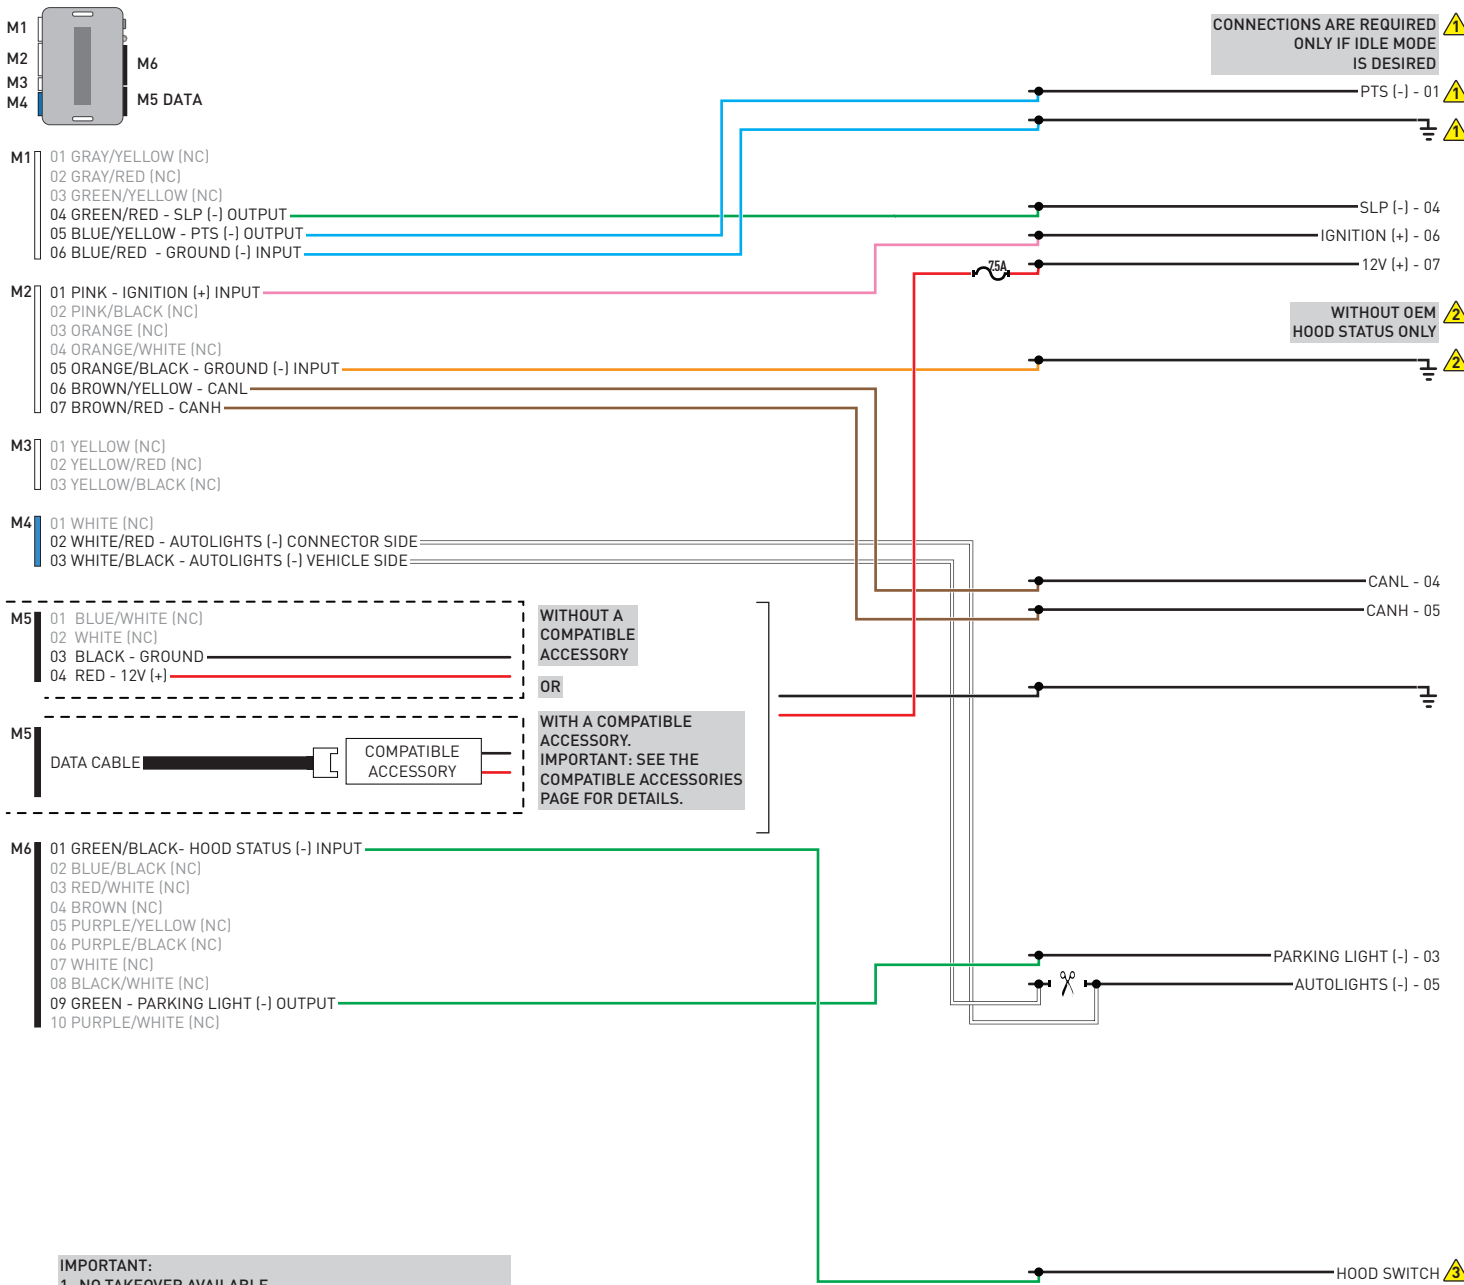 M1
M2
M3
M4
M6
M5 DATA
CONNECTIONS ARE REQUIRED
ONLY IF IDLE MODE
IS DESIRED
1
PTS (-) - 01
1
1
M1
01 GRAY/YELLOW (NC)
02 GRAY/RED (NC)
03 GREEN/YELLOW (NC)
04 GREEN/RED - SLP (-) OUTPUT
05 BLUE/YELLOW - PTS (-) OUTPUT
06 BLUE/RED - GROUND (-) INPUT
SLP (-) - 04
IGNITION (+) - 06
7.5A
12V (+) - 07
M2
01 PINK - IGNITION (+) INPUT
02 PINK/BLACK (NC)
03 ORANGE (NC)
04 ORANGE/WHITE (NC)
05 ORANGE/BLACK - GROUND (-) INPUT
06 BROWN/YELLOW - CANL
07 BROWN/RED - CANH
WITHOUT OEM
HOOD STATUS ONLY
2
2
M3
01 YELLOW (NC)
02 YELLOW/RED (NC)
03 YELLOW/BLACK (NC)
M4
01 WHITE (NC)
02 WHITE/RED - AUTOLIGHTS (-) CONNECTOR SIDE
03 WHITE/BLACK - AUTOLIGHTS (-) VEHICLE SIDE
CANL - 04
CANH - 05
M5
01 BLUE/WHITE (NC)
02 WHITE (NC)
03 BLACK - GROUND
04 RED - 12V (+)
WITHOUT A
COMPATIBLE
ACCESSORY
OR
M5
DATA CABLE
COMPATIBLE
ACCESSORY
WITH A COMPATIBLE
ACCESSORY.
IMPORTANT: SEE THE
COMPATIBLE ACCESSORIES
PAGE FOR DETAILS.
M6
01 GREEN/BLACK- HOOD STATUS (-) INPUT
02 BLUE/BLACK (NC)
03 RED/WHITE (NC)
04 BROWN (NC)
05 PURPLE/YELLOW (NC)
06 PURPLE/BLACK (NC)
07 WHITE (NC)
08 BLACK/WHITE (NC)
09 GREEN - PARKING LIGHT (-) OUTPUT
10 PURPLE/WHITE (NC)
PARKING LIGHT (-) - 03
AUTOLIGHTS (-) - 05
IMPORTANT:
1- NO TAKEOVER AVAILABLE
HOOD SWITCH
3